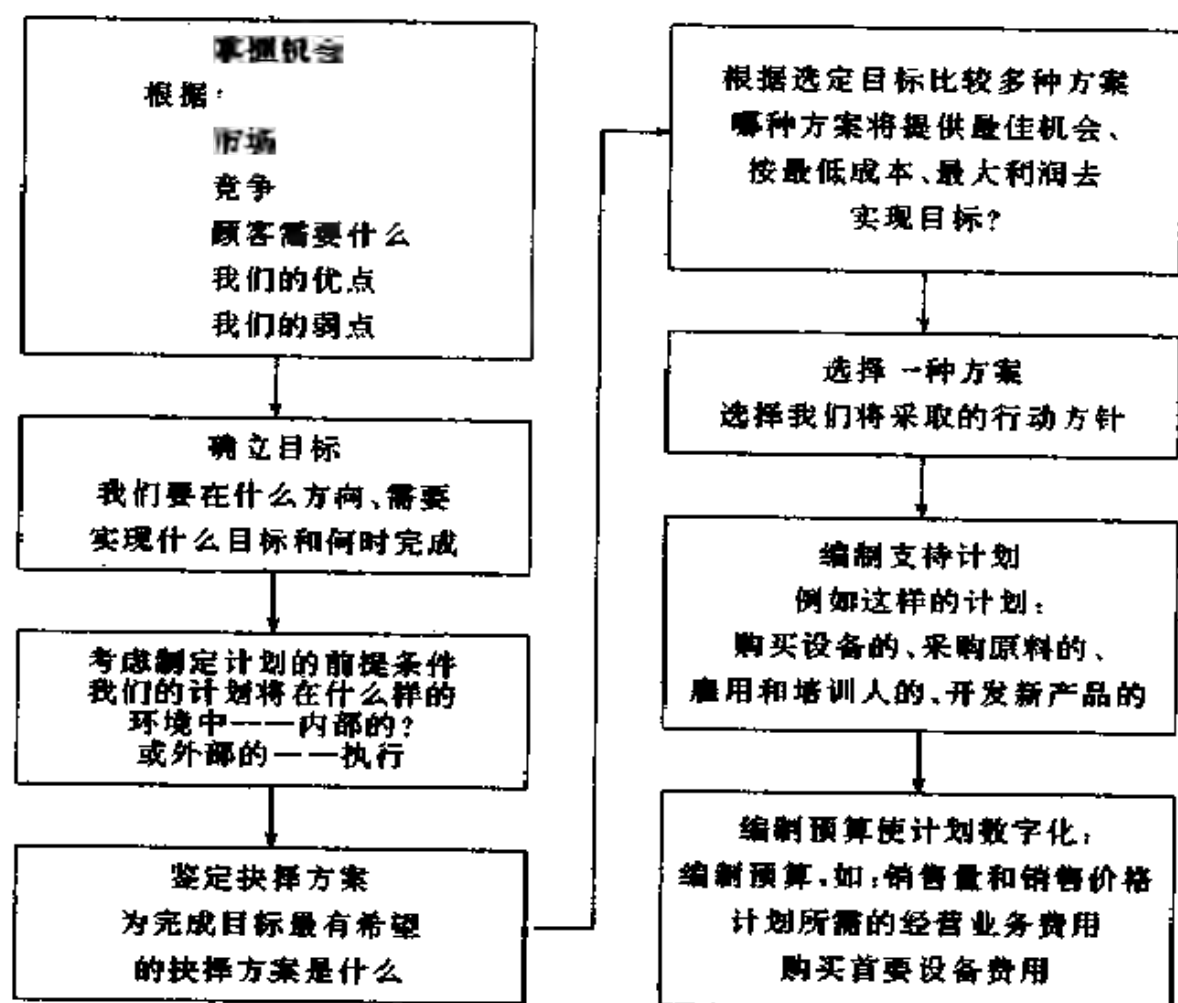 掌握机会
根据：
市场
竞争
顾客需要什么
我们的优点
我们的弱点
确立目标
我们要在什么方向、需要
实现什么目标和何时完成
考虑制定计划的前提条件
我们的计划将在什么样的
环境中——内部的？
或外部的——执行
鉴定抉择方案
为完成目标最有希望
的抉择方案是什么
根据选定目标比较多种方案
哪种方案将提供最佳机会、
按最低成本、最大利润去
实现目标？
选择一种方案
选择我们将采取的行动方针
编制支持计划
例如这样的计划：
购买设备的、采购原料的、
雇用和培训人的、开发新产品的
编制预算使计划数字化：
编制预算，如：销售量和销售价格
计划所需的经营业务费用
购买首要设备费用